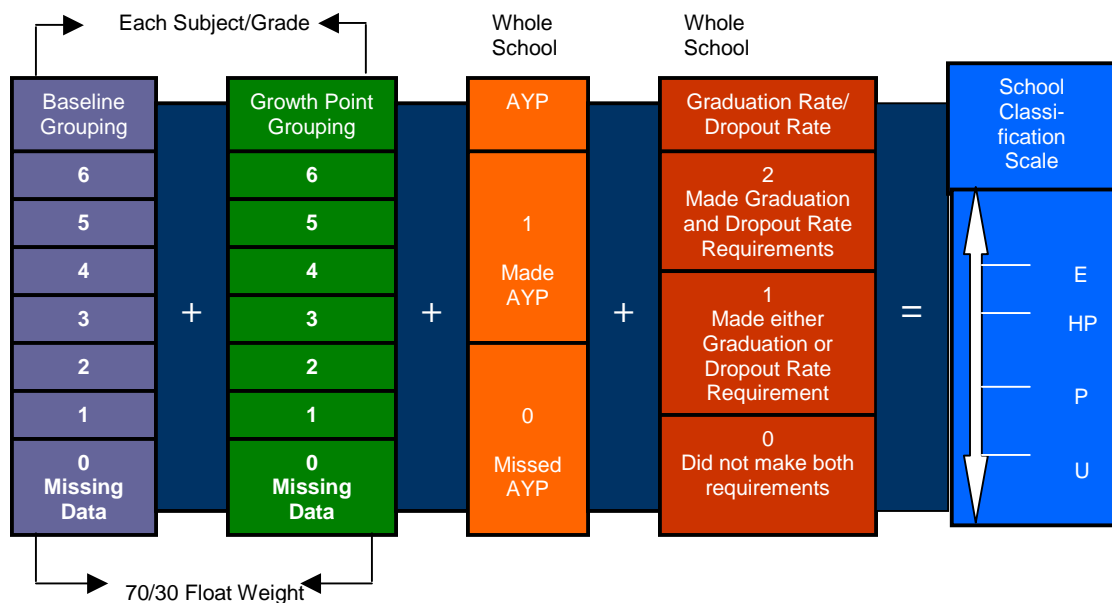 Each Subject/Grade
Whole
School
Whole
School
Baseline
Grouping
6
5
4
3
2
1
0
Missing
Data
+
Growth Point
Grouping
6
5
4
3
2
1
0
Missing
Data
+
AYP
1
Made
AYP
0
Missed
AYP
+
Graduation Rate/
Dropout Rate
2
Made Graduation
and Dropout Rate
Requirements
1
Made either
Graduation or
Dropout Rate
Requirement
0
Did not make both
requirements
=
School
Classi-
fication
Scale
E
HP
P
U
70/30 Float Weight